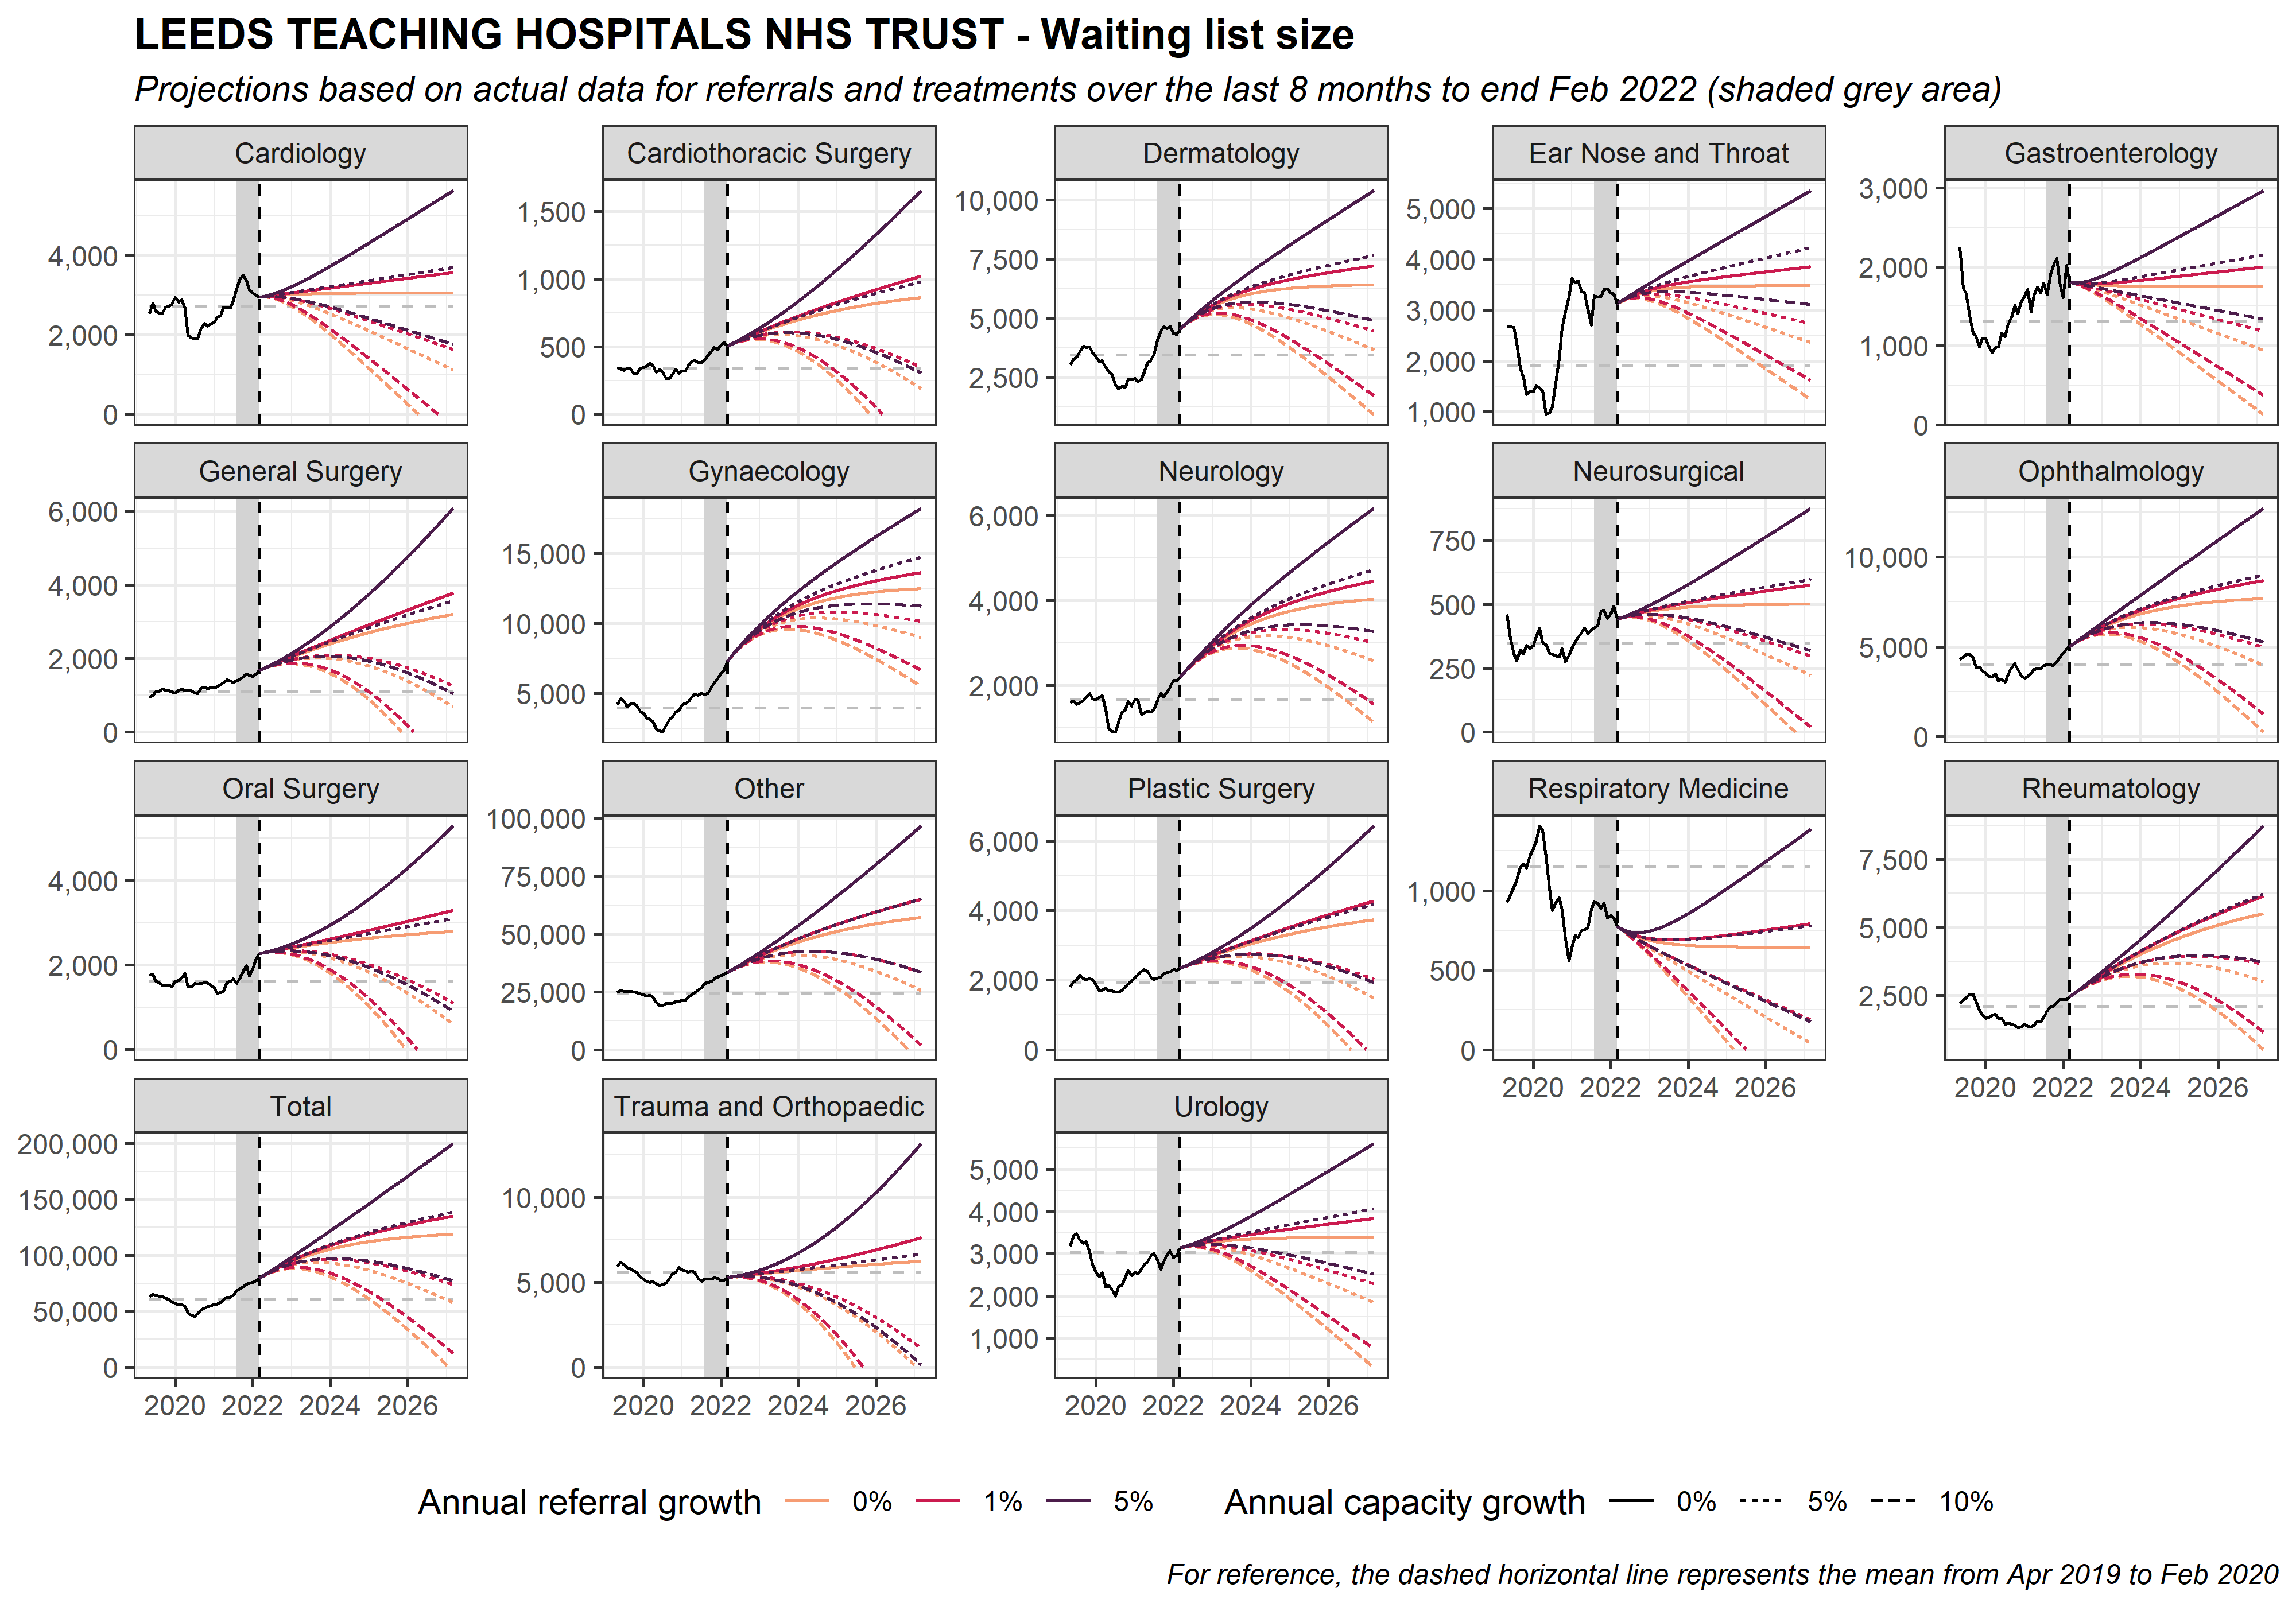 LEEDS TEACHING HOSPITALS NHS TRUST - Waiting list size
Projections based on actual data for referrals and treatments over the last 8 months to end Feb 2022 (shaded grey area)
Cardiology
4,000
2,000
0
Cardiothoracic Surgery
1,500
1,000
500
0
Dermatology
10,000
7,500
5,000
2,500
Ear Nose and Throat
5,000
4,000
3,000
2,000
1,000
Gastroenterology
3,000
2,000
1,000
0
General Surgery
6,000
4,000
2,000
0
Gynaecology
15,000
10,000
5,000
Neurology
6,000
4,000
2,000
Neurosurgical
750
500
250
0
Ophthalmology
10,000
5,000
0
Oral Surgery
4,000
2,000
0
Other
100,000
75,000
50,000
25,000
0
Plastic Surgery
6,000
4,000
2,000
0
Respiratory Medicine
1,000
500
0
2020 2022 2024 2026
Rheumatology
7,500
5,000
2,500
2020 2022 2024 2026
Total
200,000
150,000
100,000
50,000
0
2020 2022 2024 2026
Trauma and Orthopaedic
10,000
5,000
0
2020 2022 2024 2026
Urology
5,000
4,000
3,000
2,000
1,000
2020 2022 2024 2026
Annual referral growth 0% 1% 5% Annual capacity growth 0% 5% 10%
For reference, the dashed horizontal line represents the mean from Apr 2019 to Feb 2020